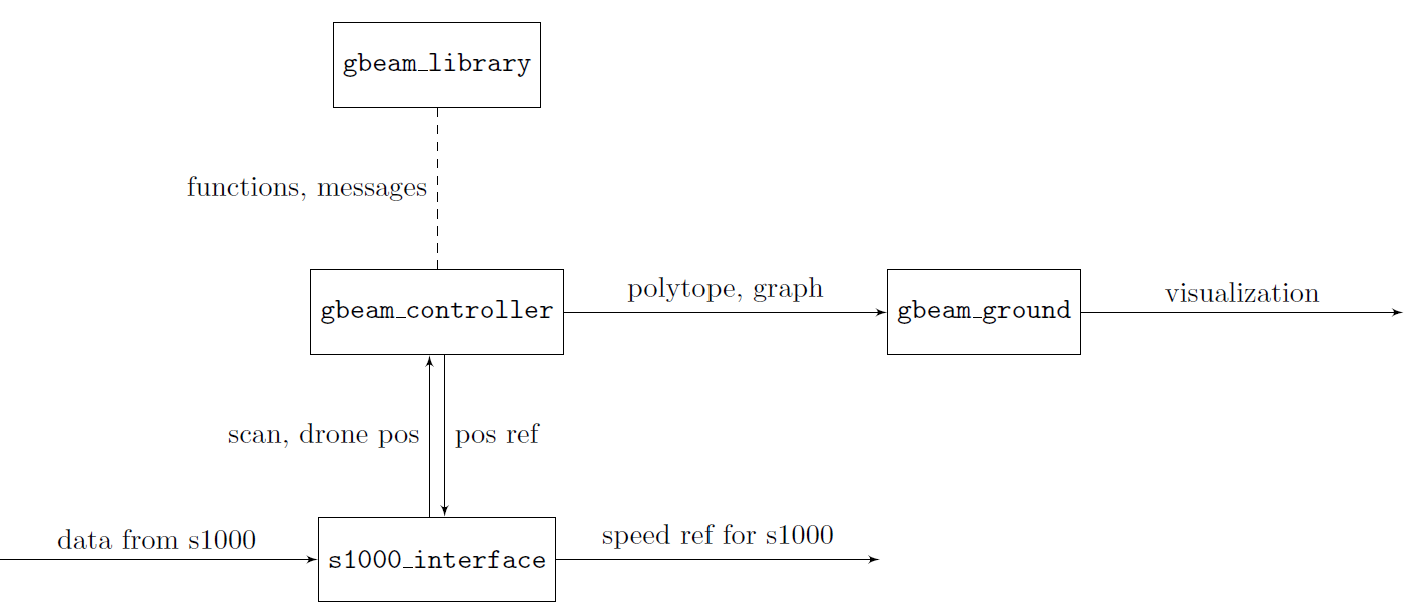 gbeam_library
functions, messages
gbeam_controller
polytope, graph
gbeam_ground
visualization
scan, drone pos
pos ref
data from s1000
s1000_interface
speed ref for s1000